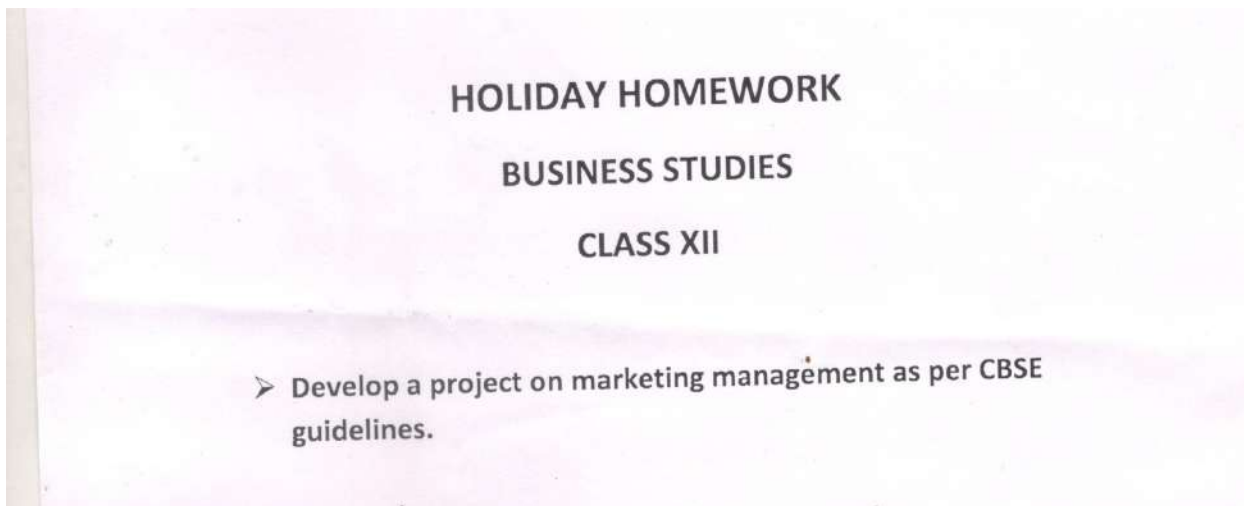 HOLIDAY HOMEWORK
BUSINESS STUDIES
CLASS XII
➢ Develop a project on marketing management as per CBSE
guidelines.